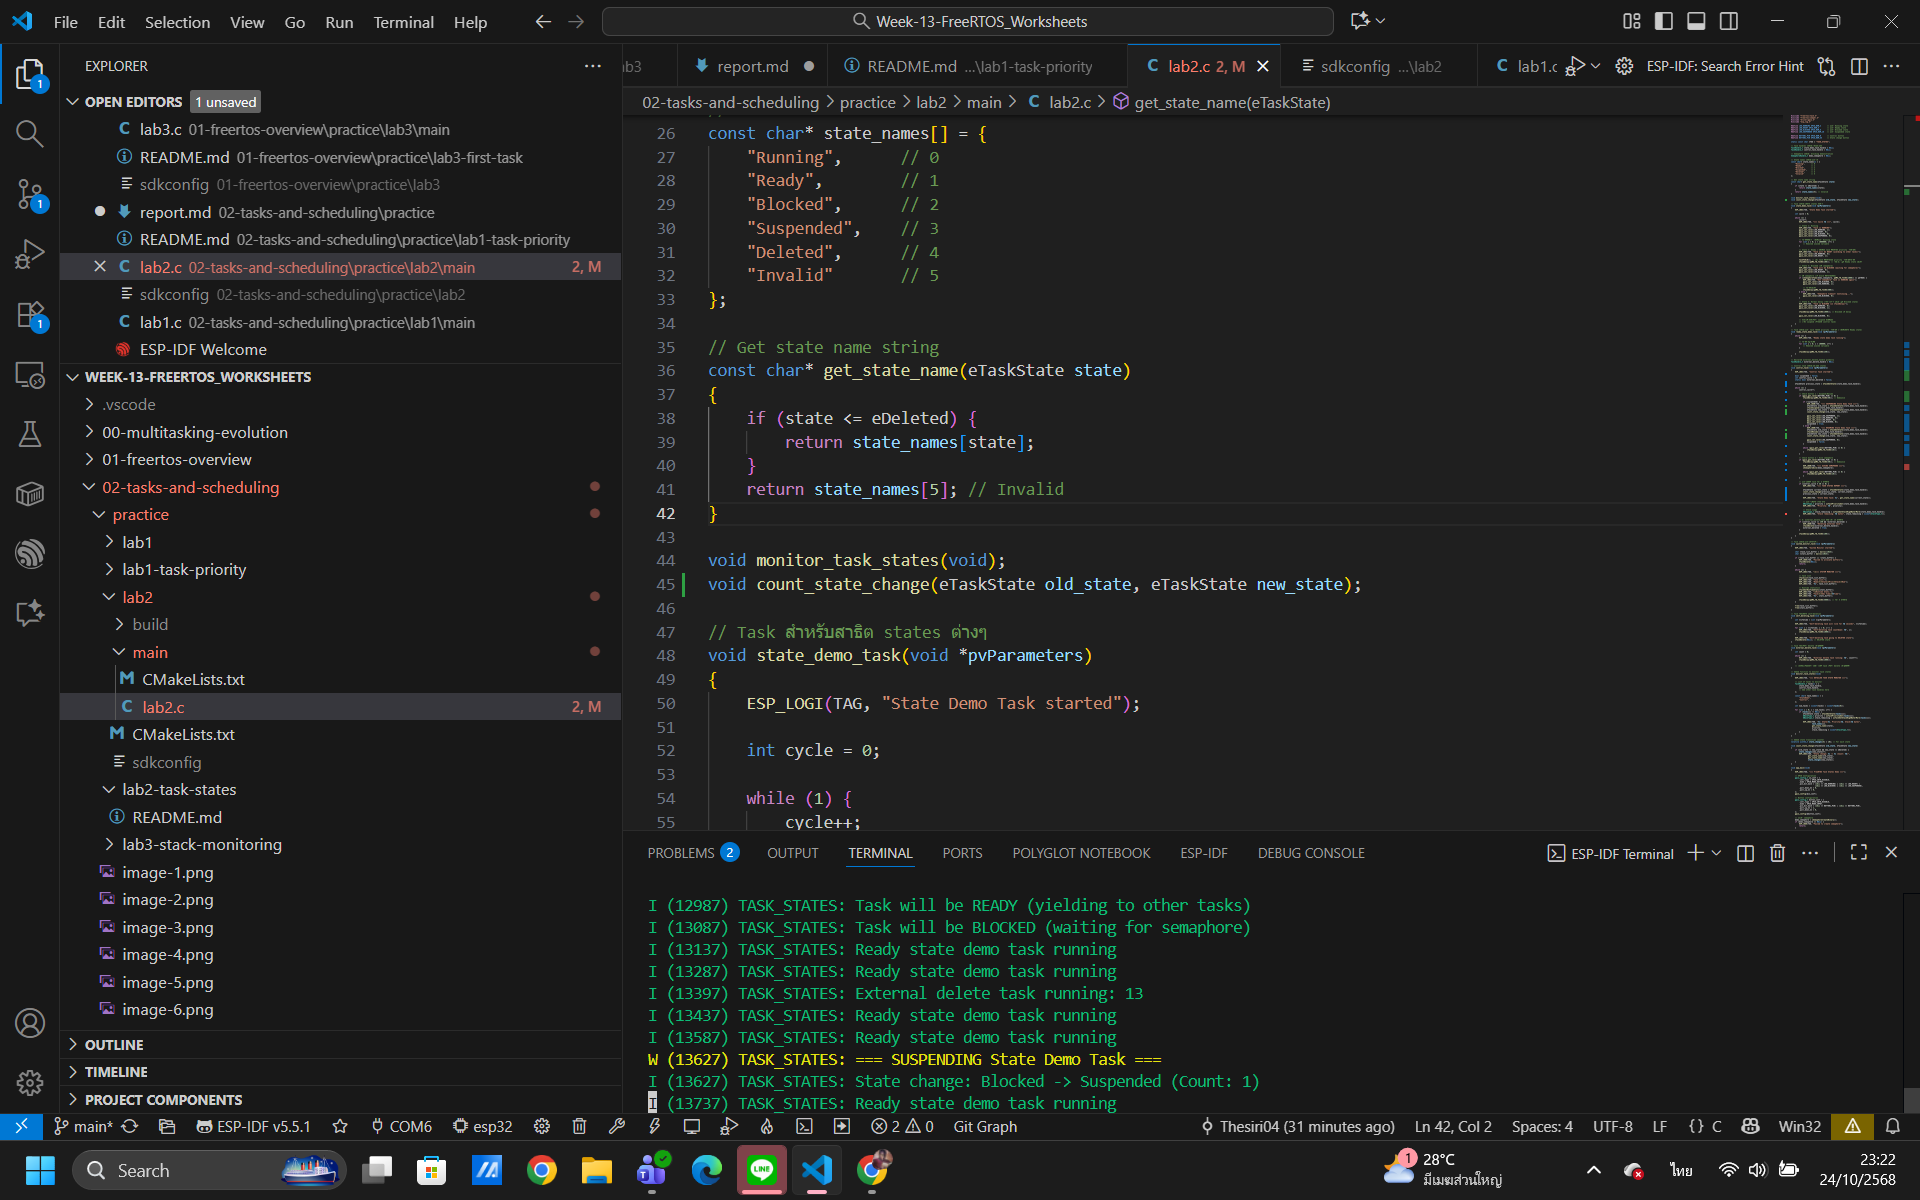 File Edit Selection View Go Run Terminal Help
Week-13-FreeRTOS_Worksheets
EXPLORER
OPEN EDITORS 1 unsaved
lab3.c 01-freertos-overview\practice\lab3\main
README.md 01-freertos-overview\practice\lab3-first-task
sdkconfig 01-freertos-overview\practice\lab3
report.md 02-tasks-and-scheduling\practice
README.md 02-tasks-and-scheduling\practice\lab1-task-priority
lab2.c 02-tasks-and-scheduling\practice\lab2\main 2, M
sdkconfig 02-tasks-and-scheduling\practice\lab2
lab1.c 02-tasks-and-scheduling\practice\lab1\main
ESP-IDF Welcome
WEEK-13-FREERTOS_WORKSHEETS
.vscode
00-multitasking-evolution
01-freertos-overview
02-tasks-and-scheduling
practice
lab1
lab1-task-priority
lab2
build
main
CMakeLists.txt
lab2.c 2, M
CMakeLists.txt
sdkconfig
lab2-task-states
README.md
lab3-stack-monitoring
image-1.png
image-2.png
image-3.png
image-4.png
image-5.png
image-6.png
OUTLINE
TIMELINE
PROJECT COMPONENTS
b3 report.md README.md ...\lab1-task-priority lab2.c 2, M sdkconfig ...\lab2 lab1.c ESP-IDF: Search Error Hint
02-tasks-and-scheduling > practice > lab2 > main > C lab2.c > get_state_name(eTaskState)
26 const char* state_names[] = {
27 "Running", // 0
28 "Ready", // 1
29 "Blocked", // 2
30 "Suspended", // 3
31 "Deleted", // 4
32 "Invalid" // 5
33 };
34
35 // Get state name string
36 const char* get_state_name(eTaskState state)
37 {
38 if (state <= eDeleted) {
39 return state_names[state];
40 }
41 return state_names[5]; // Invalid
42 }
43
44 void monitor_task_states(void);
45 void count_state_change(eTaskState old_state, eTaskState new_state);
46
47 // Task สำหรับสาธิต states ต่างๆ
48 void state_demo_task(void *pvParameters)
49 {
50 ESP_LOGI(TAG, "State Demo Task started");
51
52 int cycle = 0;
53
54 while (1) {
55 cycle++;
PROBLEMS 2 OUTPUT TERMINAL PORTS POLYGLOT NOTEBOOK ESP-IDF DEBUG CONSOLE ESP-IDF Terminal
I (12987) TASK_STATES: Task will be READY (yielding to other tasks)
I (13087) TASK_STATES: Task will be BLOCKED (waiting for semaphore)
I (13137) TASK_STATES: Ready state demo task running
I (13287) TASK_STATES: Ready state demo task running
I (13397) TASK_STATES: External delete task running: 13
I (13437) TASK_STATES: Ready state demo task running
I (13587) TASK_STATES: Ready state demo task running
W (13627) TASK_STATES: === SUSPENDING State Demo Task ===
I (13627) TASK_STATES: State change: Blocked -> Suspended (Count: 1)
I (13737) TASK_STATES: Ready state demo task running
main* ESP-IDF v5.5.1 COM6 esp32 2 0 Git Graph Thesiri04 (31 minutes ago) Ln 42, Col 2 Spaces: 4 UTF-8 LF {} C Win32
Search 1 28°C ไทย 23:22
มีเมฆส่วนใหญ่ 24/10/2568